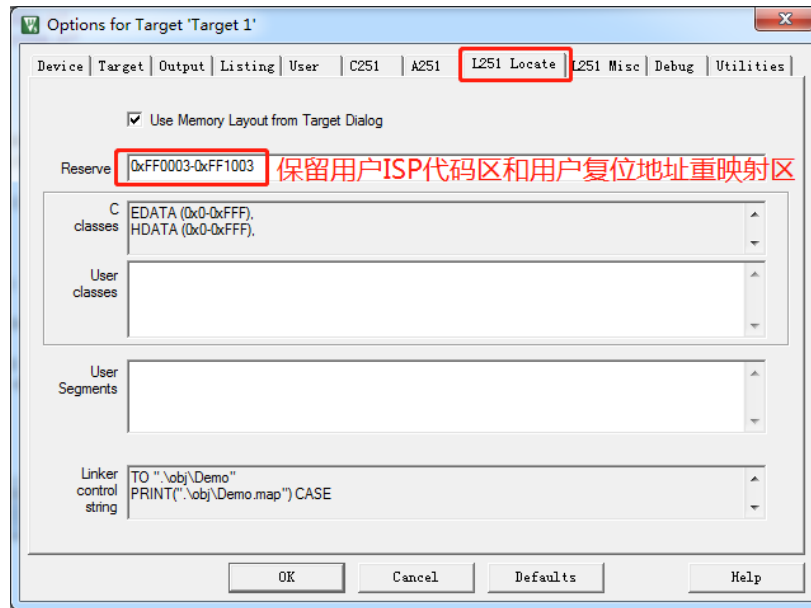 Options for Target 'Target 1'
Device Target Output Listing User C251 A251 L251 Locate L251 Misc Debug Utilities
Use Memory Layout from Target Dialog
Reserve 0xFF0003-0xFF1003 保留用户ISP代码区和用户复位地址重映射区
C classes
EDATA (0x0-0xFFF),
HDATA (0x0-0xFFF),
User classes
User Segments
Linker control string
TO ".\obj\Demo"
PRINT(".\obj\Demo.map") CASE
OK Cancel Defaults Help